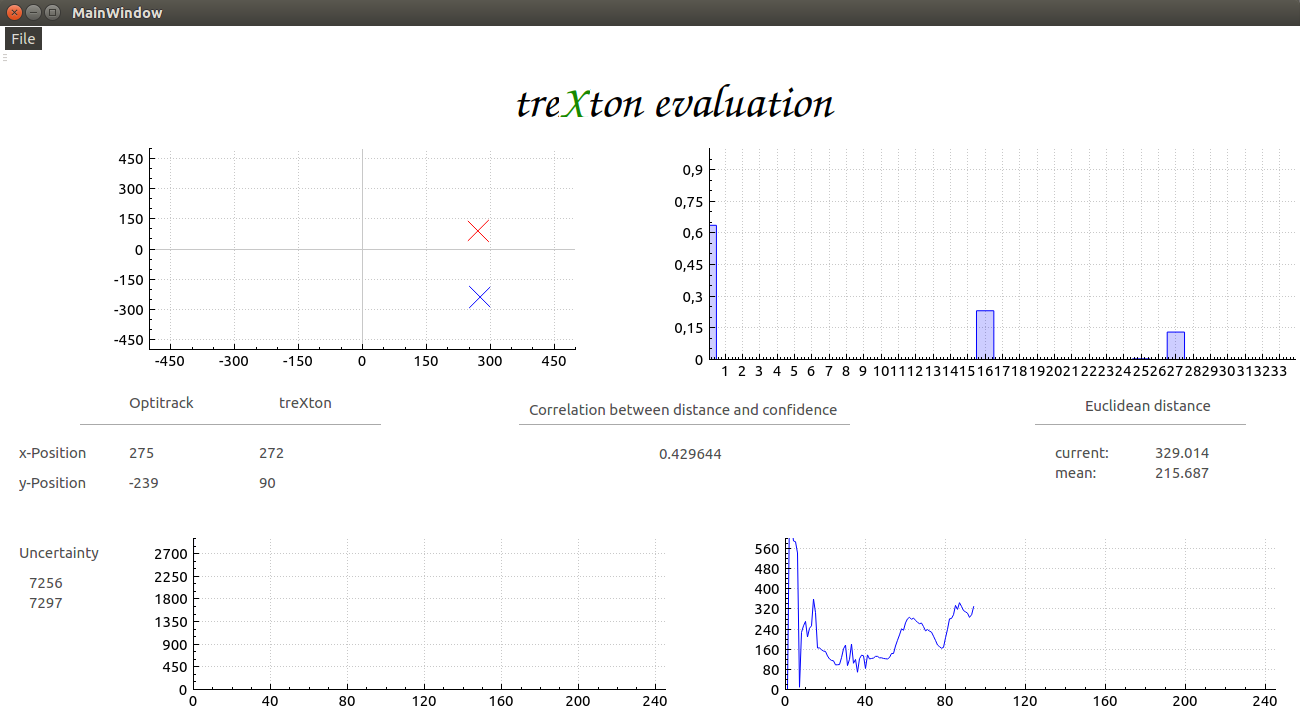 MainWindow
File
treXton evaluation
450
300
150
0
-150
-300
-450
-450 -300 -150 0 150 300 450
0,9
0,75
0,6
0,45
0,3
0,15
0
1 2 3 4 5 6 7 8 9 10 11 12 13 14 15 16 17 18 19 20 21 22 23 24 25 26 27 28 29 30 31 32 33
Optitrack treXton
x-Position 275 272
y-Position -239 90
Correlation between distance and confidence
0.429644
Euclidean distance
current: 329.014
mean: 215.687
Uncertainty
7256
7297
2700
2250
1800
1350
900
450
0
0 40 80 120 160 200 240
560
480
400
320
240
160
80
0
0 40 80 120 160 200 240